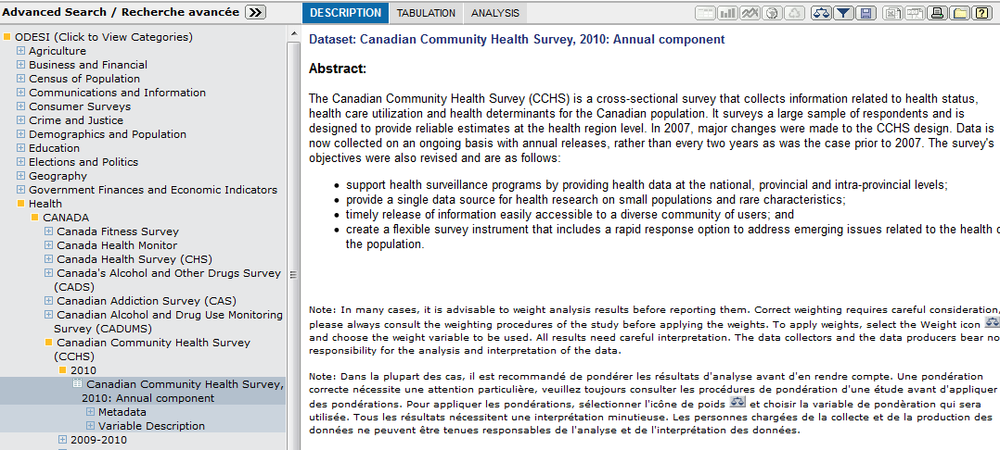 Advanced Search / Recherche avancée
ODESI (Click to View Categories)
Agriculture
Business and Financial
Census of Population
Communications and Information
Consumer Surveys
Crime and Justice
Demographics and Population
Education
Elections and Politics
Geography
Government Finances and Economic Indicators
Health
CANADA
Canada Fitness Survey
Canada Health Monitor
Canada Health Survey (CHS)
Canada's Alcohol and Other Drugs Survey
(CADS)
Canadian Addiction Survey (CAS)
Canadian Alcohol and Drug Use Monitoring
Survey (CADUMS)
Canadian Community Health Survey
(CCHS)
2010
Canadian Community Health Survey,
2010: Annual component
Metadata
Variable Description
2009-2010
DESCRIPTION TABULATION ANALYSIS
Dataset: Canadian Community Health Survey, 2010: Annual component
Abstract:
The Canadian Community Health Survey (CCHS) is a cross-sectional survey that collects information related to health status,
health care utilization and health determinants for the Canadian population. It surveys a large sample of respondents and is
designed to provide reliable estimates at the health region level. In 2007, major changes were made to the CCHS design. Data is
now collected on an ongoing basis with annual releases, rather than every two years as was the case prior to 2007. The survey's
objectives were also revised and are as follows:
• support health surveillance programs by providing health data at the national, provincial and intra-provincial levels;
• provide a single data source for health research on small populations and rare characteristics;
• timely release of information easily accessible to a diverse community of users; and
• create a flexible survey instrument that includes a rapid response option to address emerging issues related to the health o
the population.
Note: In many cases, it is advisable to weight analysis results before reporting them. Correct weighting requires careful consideration,
please always consult the weighting procedures of the study before applying the weights. To apply weights, select the Weight icon
and choose the weight variable to be used. All results need careful interpretation. The data collectors and the data producers bear no
responsibility for the analysis and interpretation of the data.
Note: Dans la plupart des cas, il est recommandé de pondérer les résultats d'analyse avant d'en rendre compte. Une pondération
correcte nécessite une attention particulière, veuillez toujours consulter les procédures de pondération d'une étude avant d'appliquer
des pondérations. Pour appliquer les pondérations, sélectionner l'icône de poids et choisir la variable de pondèration qui sera
utilisée. Tous les résultats nécessitent une interprétation minutieuse. Les personnes chargées de la collecte et de la production des
données ne peuvent être tenues responsables de l'analyse et de l'interprétation des données.